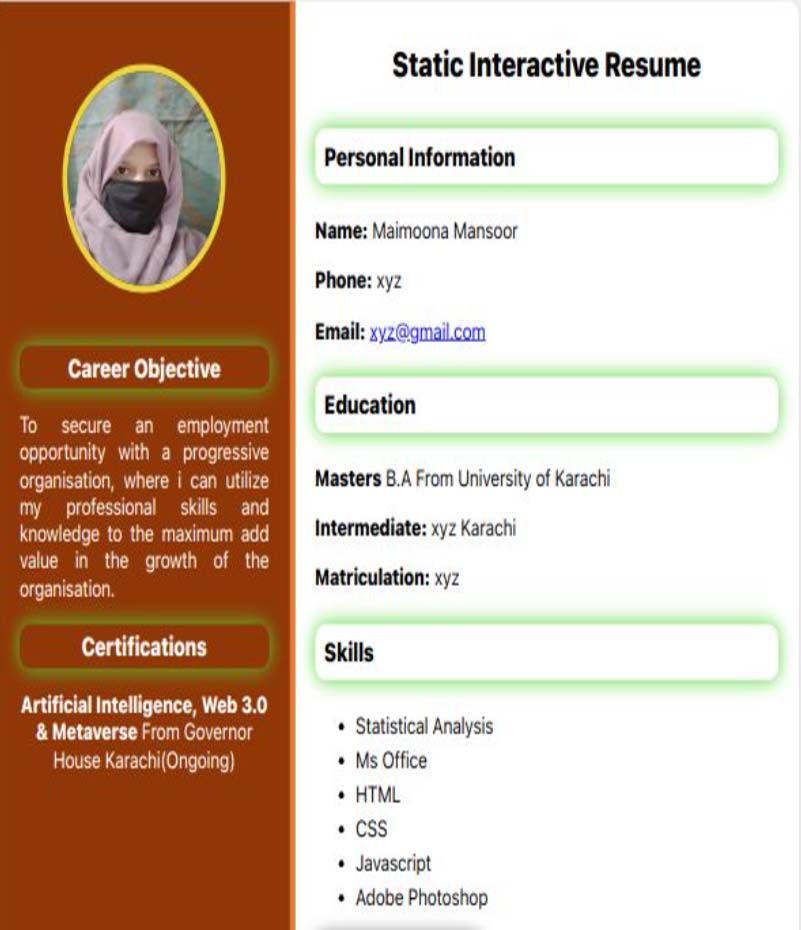 Career Objective
To secure an employment
opportunity with a progressive
organisation, where i can utilize
my professional skills and
knowledge to the maximum add
value in the growth of the
organisation.
Certifications
Artificial Intelligence, Web 3.0
& Metaverse From Governor
House Karachi(Ongoing)
Static Interactive Resume
Personal Information
Name: Maimoona Mansoor
Phone: xyz
Email: xyz@gmail.com
Education
Masters B.A From University of Karachi
Intermediate: xyz Karachi
Matriculation: xyz
Skills
• Statistical Analysis
• Ms Office
• HTML
• CSS
• Javascript
• Adobe Photoshop